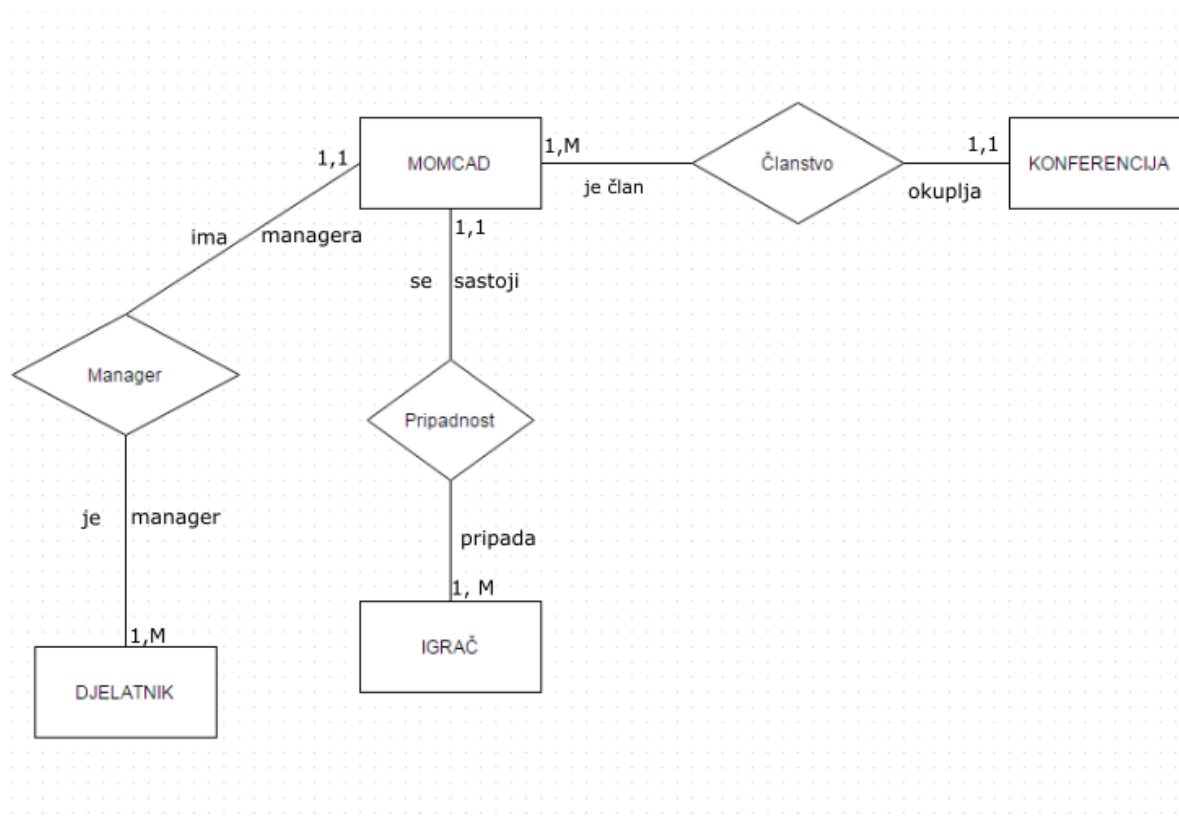 1,1
MOMCAD
1,M
je član
Članstvo
1,1
okuplja
KONFERENCIJA
ima managera
1,1
se sastoji
Manager
Pripadnost
je manager
pripada
1,M
1, M
DJELATNIK
IGRAČ